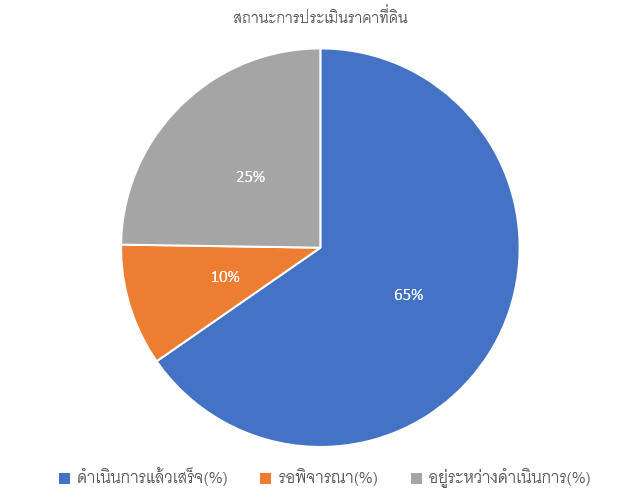 สถานะการประเมินราคาที่ดิน
25%
10%
65%
ดำเนินการแล้วเสร็จ(%) รอพิจารณา(%) อยู่ระหว่างดำเนินการ(%)